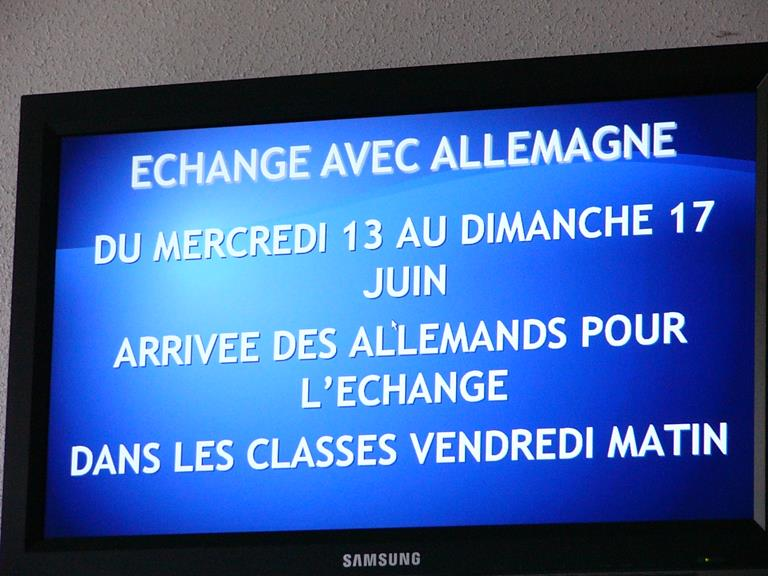 ECHANGE AVEC ALLEMAGNE
DU MERCREDI 13 AU DIMANCHE 17
JUIN
ARRIVEE DES ALLEMANDS POUR
L'ECHANGE
DANS LES CLASSES VENDREDI MATIN
SAMSUNG